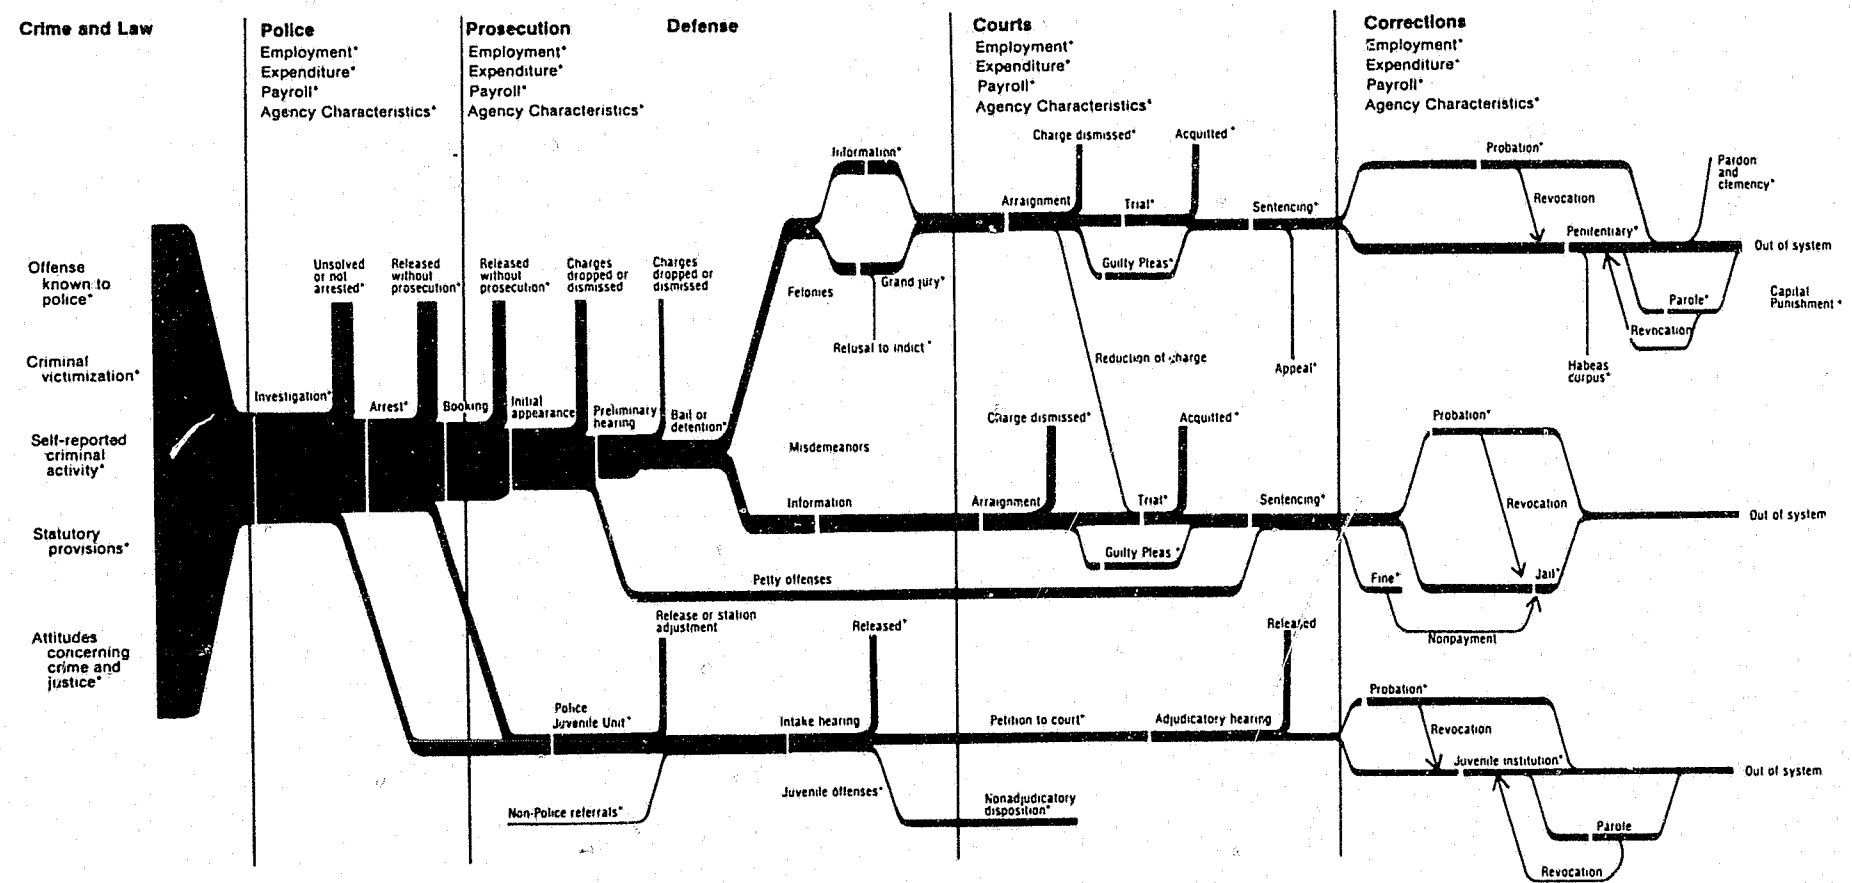 Crime and Law
Police
Employment*
Expenditure*
Payroll*
Agency Characteristics*
Prosecution
Employment*
Expenditure*
Payroll*
Agency Characteristics*
Defense
Courts
Employment*
Expenditure*
Payroll*
Agency Characteristics*
Corrections
Employment*
Expenditure*
Payroll*
Agency Characteristics*
Offense
known to
police*
Criminal
victimization*
Self-reported
criminal
activity*
Statutory
provisions*
Attitudes
concerning
crime and
justice*
Investigation*
Unsolved
or not
arrested*
Arrest*
Released
without
prosecution*
Booking
Released
without
prosecution*
Initial
appearance
Charges
dropped or
dismissed
Preliminary
hearing
Charges
dropped or
dismissed
Bail or
detention*
Felonies
Information*
Grand jury*
Refusal to indict*
Arraignment
Charge dismissed*
Trial*
Acquitted*
Guilty Pleas*
Sentencing*
Reduction of charge
Appeal*
Probation*
Revocation
Penitentiary*
Pardon
and
clemency*
Out of system
Capital
Punishment*
Parole*
Revocation
Habeas
corpus*
Misdemeanors
Information
Arraignment
Charge dismissed*
Trial*
Acquitted*
Guilty Pleas*
Sentencing*
Probation*
Revocation
Fine*
Jail*
Nonpayment
Out of system
Petty offenses
Police
Juvenile Unit*
Release or station
adjustment
Non-Police referrals*
Intake hearing
Released*
Juvenile offenses*
Nonadjudicatory
disposition*
Petition to court*
Adjudicatory hearing
Released
Probation*
Revocation
Juvenile institution*
Out of system
Parole
Revocation